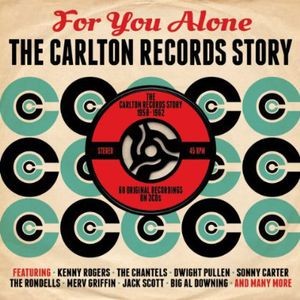 For You Alone
THE CARLTON RECORDS STORY
THE
CARLTON RECORDS STORY
1958-1962
STEREO
45 RPM
60 ORIGINAL RECORDINGS
ON 2CDs
FEATURING · KENNY ROGERS · THE CHANTELS · DWIGHT PULLEN · SONNY CARTER
THE RONDELLS · MERV GRIFFIN · JACK SCOTT · BIG AL DOWNING · AND MANY MORE